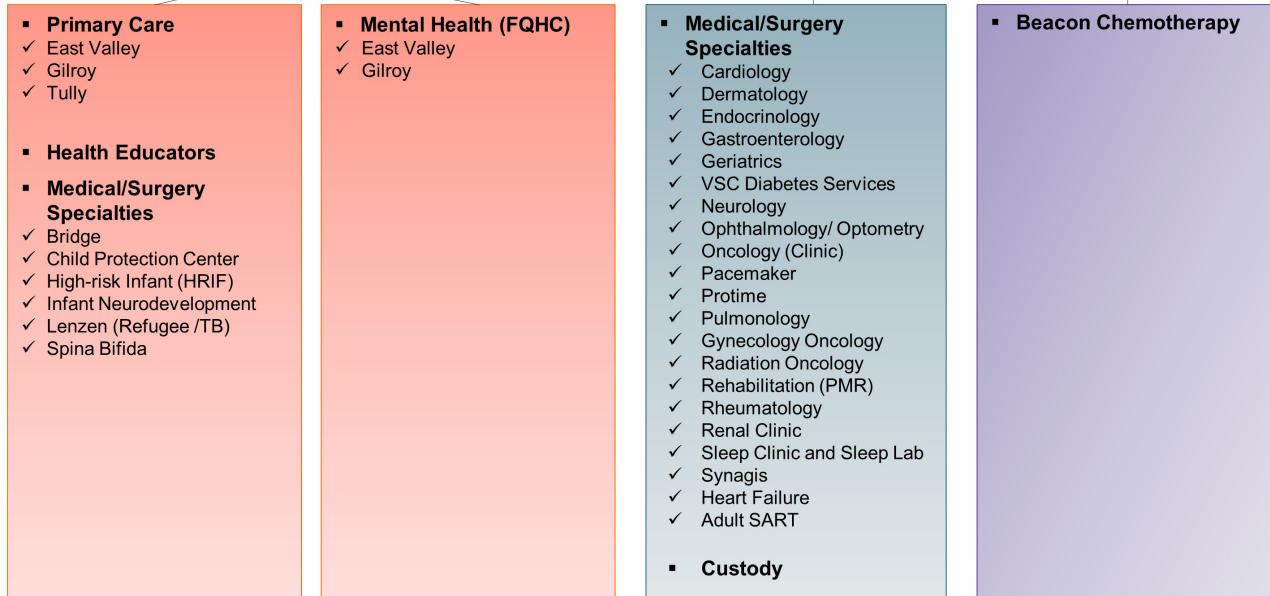 ▪ Primary Care
✓ East Valley
✓ Gilroy
✓ Tully
▪ Health Educators
▪ Medical/Surgery
Specialties
✓ Bridge
✓ Child Protection Center
✓ High-risk Infant (HRIF)
✓ Infant Neurodevelopment
✓ Lenzen (Refugee /TB)
✓ Spina Bifida
▪ Mental Health (FQHC)
✓ East Valley
✓ Gilroy
▪ Medical/Surgery
Specialties
✓ Cardiology
✓ Dermatology
✓ Endocrinology
✓ Gastroenterology
✓ Geriatrics
✓ VSC Diabetes Services
✓ Neurology
✓ Ophthalmology/ Optometry
✓ Oncology (Clinic)
✓ Pacemaker
✓ Protime
✓ Pulmonology
✓ Gynecology Oncology
✓ Radiation Oncology
✓ Rehabilitation (PMR)
✓ Rheumatology
✓ Renal Clinic
✓ Sleep Clinic and Sleep Lab
✓ Synagis
✓ Heart Failure
✓ Adult SART
▪ Custody
▪ Beacon Chemotherapy